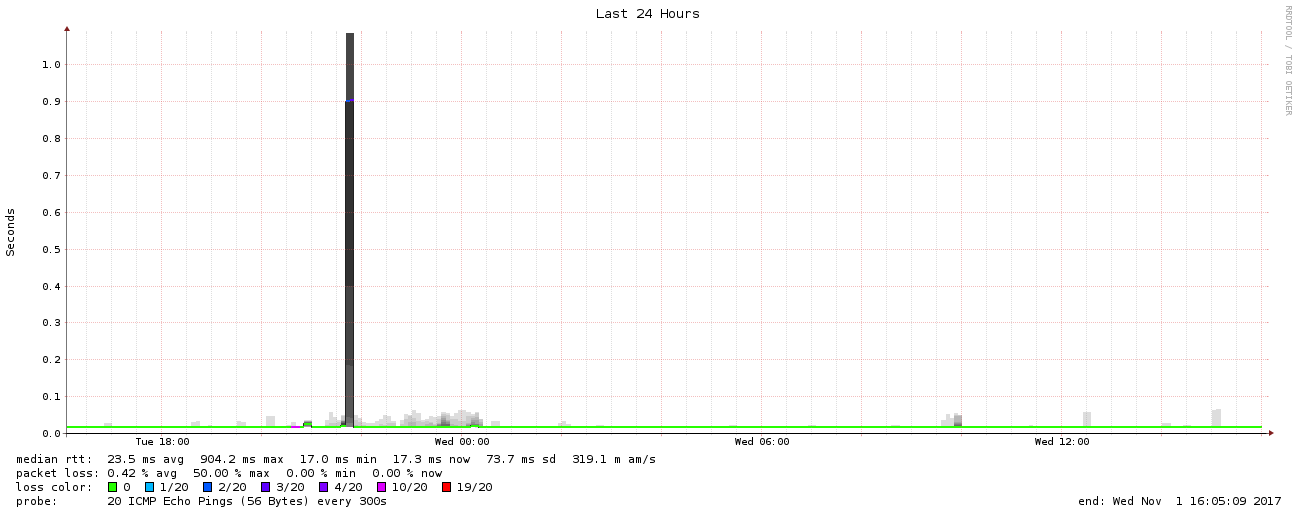 Last 24 Hours
RRDTOOL / TOBI OETIKER
Seconds
1.0
0.9
0.8
0.7
0.6
0.5
0.4
0.3
0.2
0.1
0.0
Tue 18:00 Wed 00:00 Wed 06:00 Wed 12:00
median rtt: 23.5 ms avg 904.2 ms max 17.0 ms min 17.3 ms now 73.7 ms sd 319.1 m am/s
packet loss: 0.42 % avg 50.00 % max 0.00 % min 0.00 % now
loss color: 0 1/20 2/20 3/20 4/20 10/20 19/20
probe: 20 ICMP Echo Pings (56 Bytes) every 300s end: Wed Nov 1 16:05:09 2017